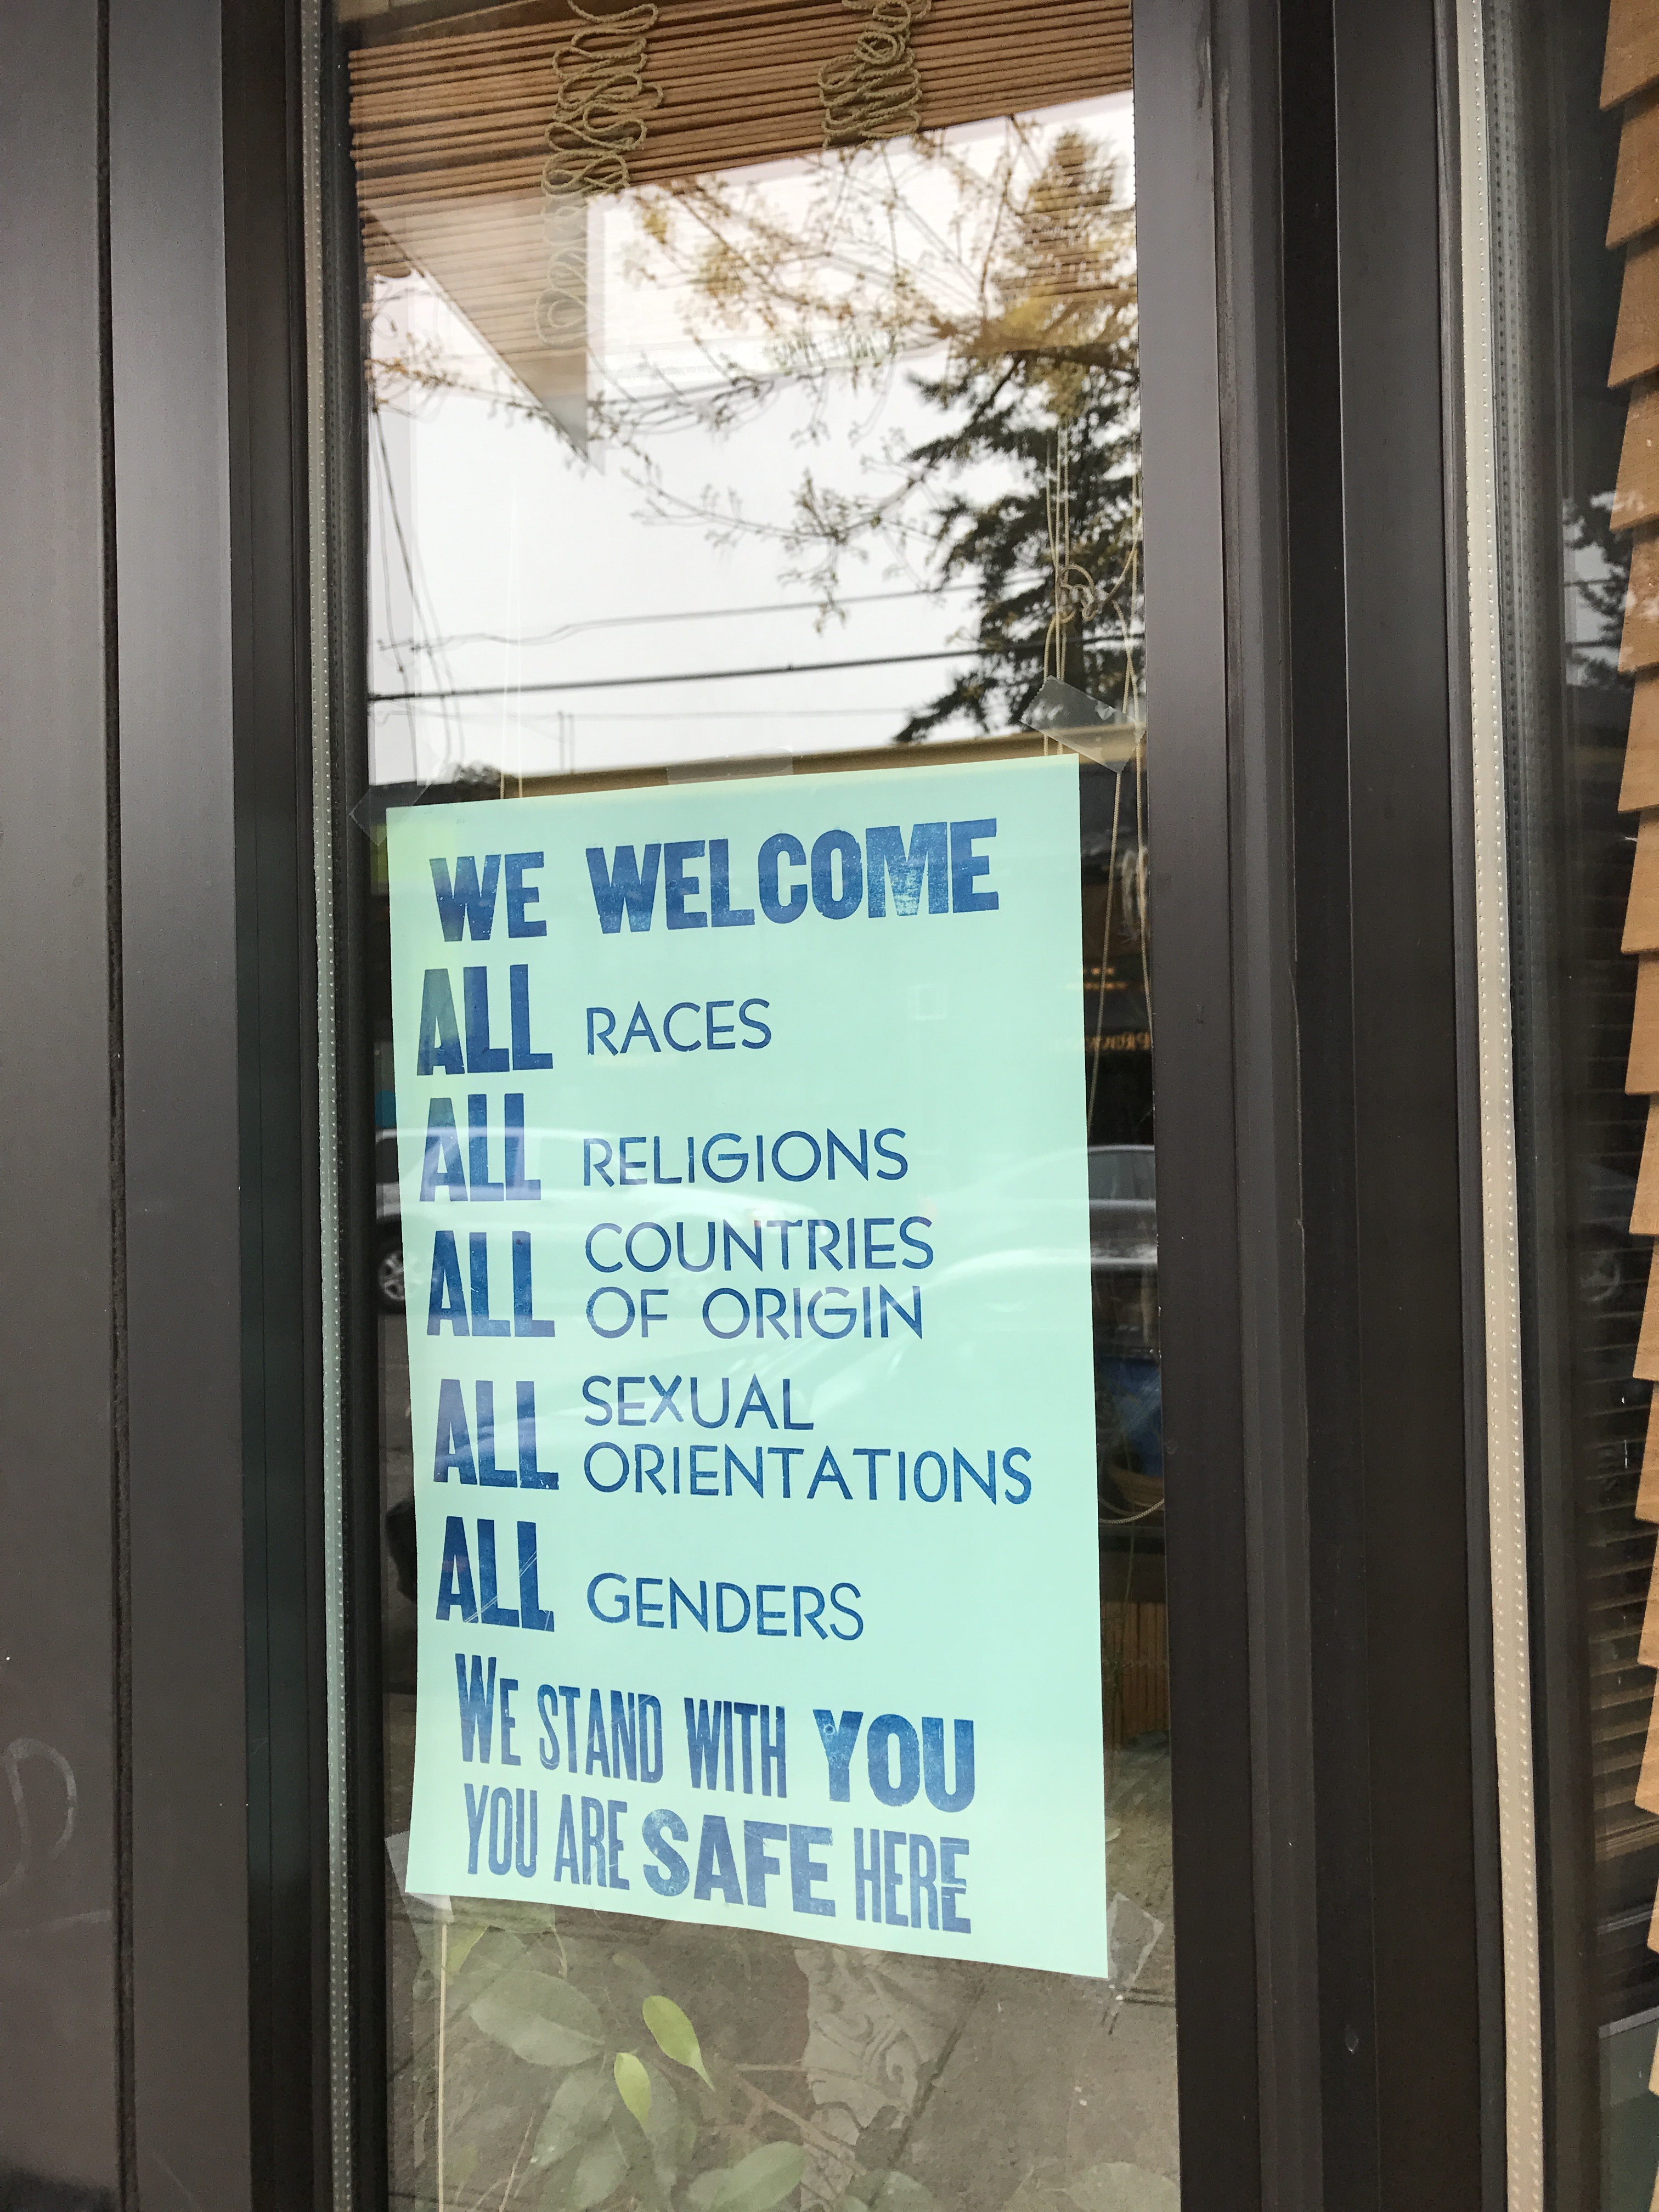 WE WELCOME
ALL RACES
ALL RELIGIONS
ALL COUNTRIES
OF ORIGIN
ALL SEXUAL
ORIENTATIONS
ALL GENDERS
WE STAND WITH YOU
YOU ARE SAFE HERE